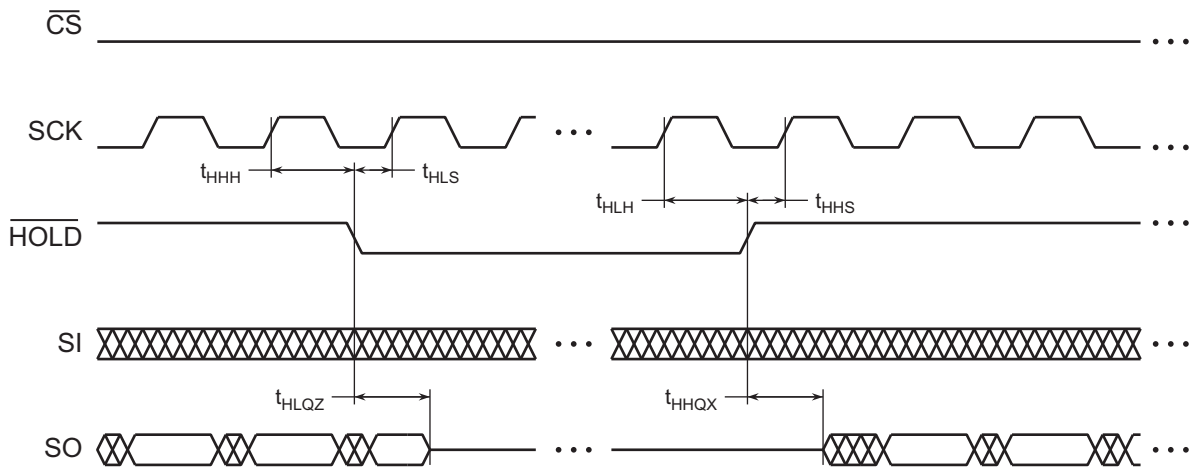 CS
SCK
tHHH
tHLS
tHLH
tHHS
HOLD
SI
tHLQZ
tHHQX
SO